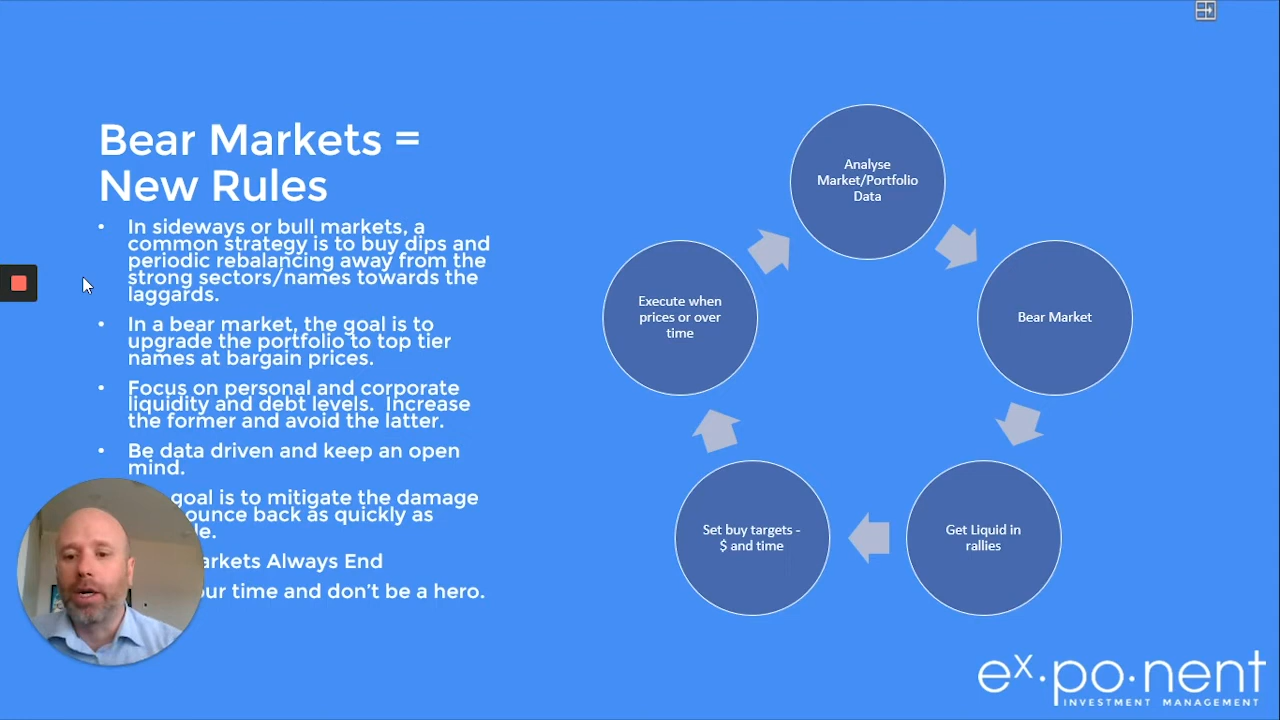 Bear Markets =
New Rules
• In sideways or bull markets, a
common strategy is to buy dips and
periodic rebalancing away from the
strong sectors/names towards the
laggards.
• In a bear market, the goal is to
upgrade the portfolio to top tier
names at bargain prices.
• Focus on personal and corporate
liquidity and debt levels.  Increase
the former and avoid the latter.
• Be data driven and keep an open
mind.
goal is to mitigate the damage
back as quickly as
Always End
time and don't be a hero.
Analyse
Market/Portfolio
Data
Bear Market
Get Liquid in
rallies
Set buy targets -
$ and time
Execute when
prices or over
time
ex·po·nent
INVESTMENT MANAGEMENT